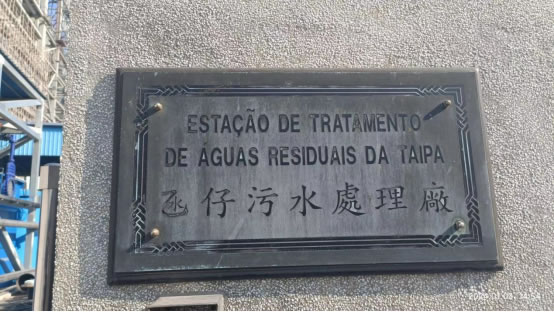 ESTAÇÃO DE TRATAMENTO
DE ÁGUAS RESIDUAIS DA TAIPA
氹仔污水處理廠